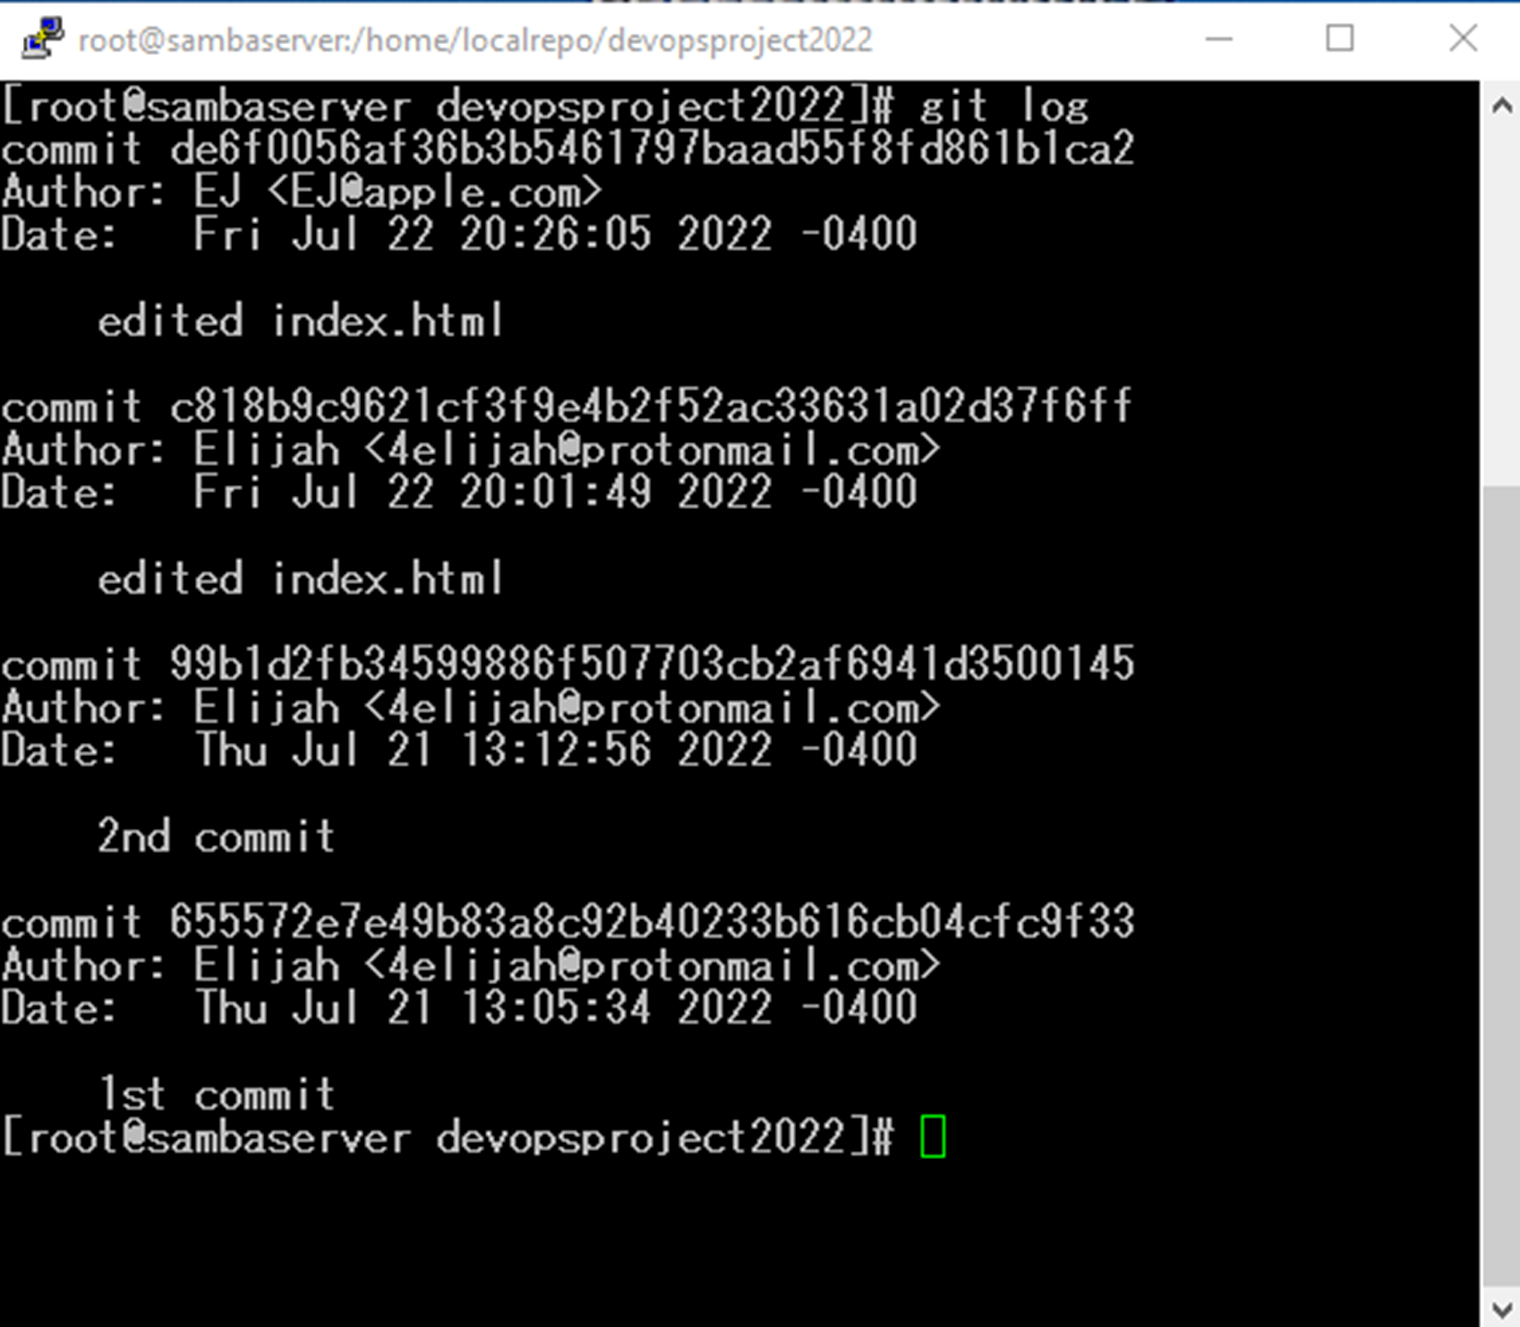 root@sambaserver:/home/localrepo/devopsproject2022
[root@sambaserver devopsproject2022]# git log
commit de6f0056af36b3b5461797baad55f8fd861b1ca2
Author: EJ <EJ@apple.com>
Date:   Fri Jul 22 20:26:05 2022 -0400
    edited index.html
commit c818b9c9621cf3f9e4b2f52ac33631a02d37f6ff
Author: Elijah <4elijah@protonmail.com>
Date:   Fri Jul 22 20:01:49 2022 -0400
    edited index.html
commit 99b1d2fb34599886f507703cb2af6941d3500145
Author: Elijah <4elijah@protonmail.com>
Date:   Thu Jul 21 13:12:56 2022 -0400
    2nd commit
commit 655572e7e49b83a8c92b40233b616cb04cfc9f33
Author: Elijah <4elijah@protonmail.com>
Date:   Thu Jul 21 13:05:34 2022 -0400
    1st commit
[root@sambaserver devopsproject2022]#